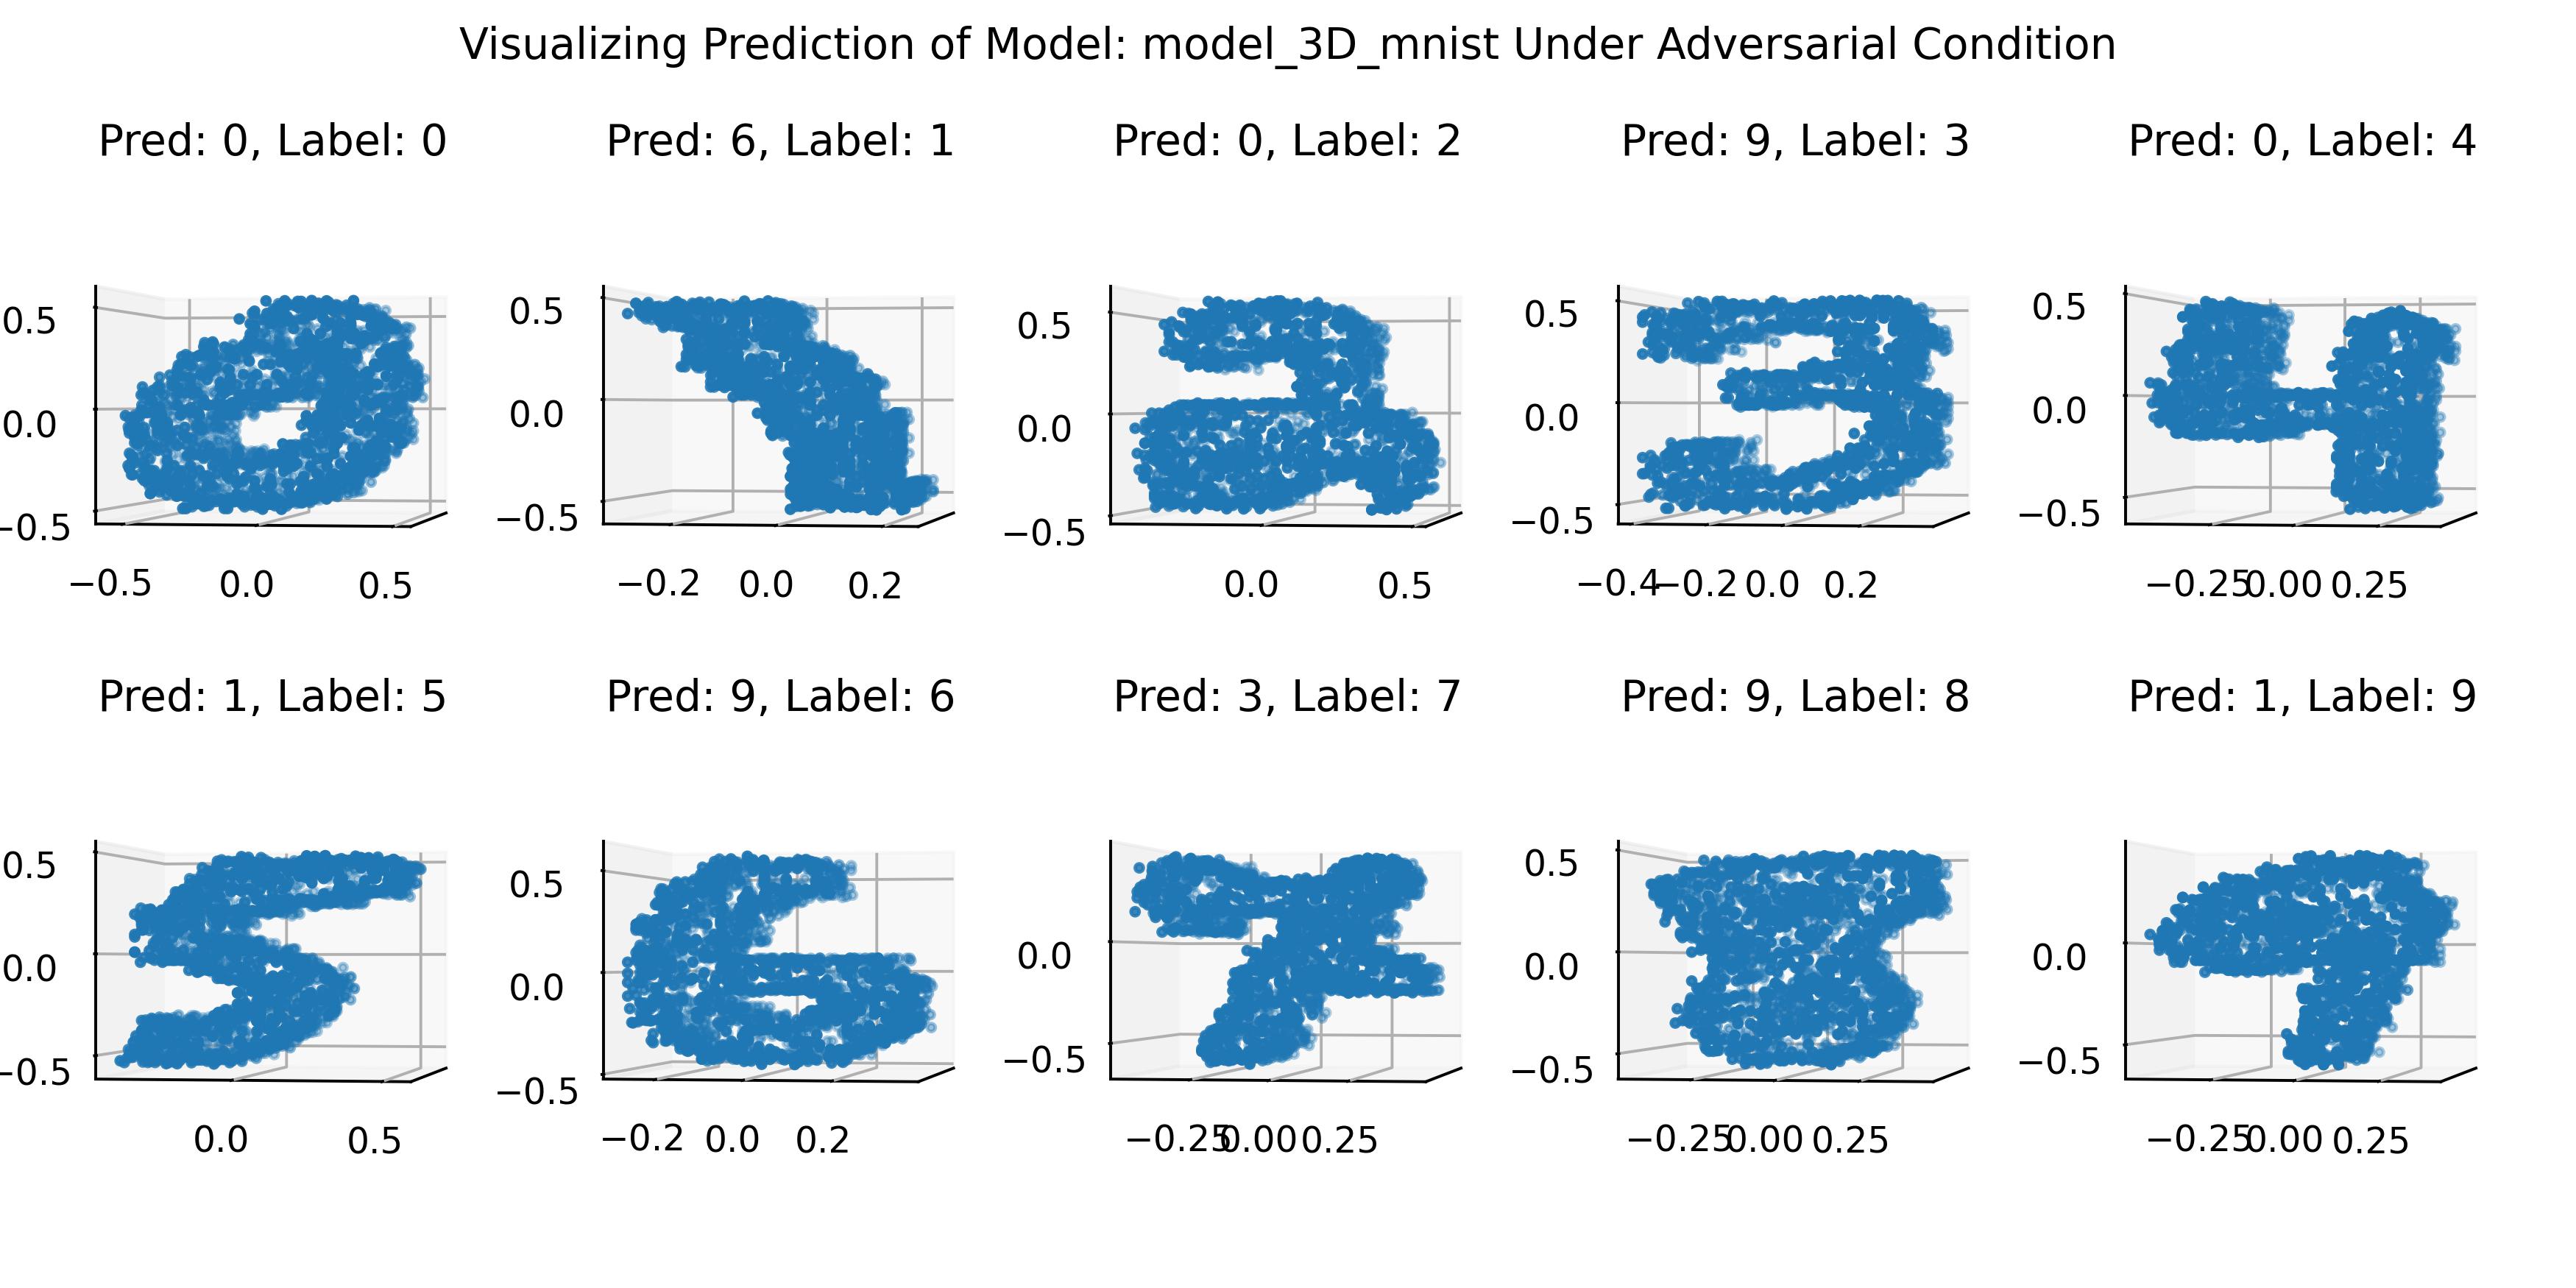 Visualizing Prediction of Model: model_3D_mnist Under Adversarial Condition
Pred: 0, Label: 0
Pred: 6, Label: 1
Pred: 0, Label: 2
Pred: 9, Label: 3
Pred: 0, Label: 4
0.5
0.0
−0.5
−0.5 0.0 0.5
0.5
0.0
−0.5
−0.2 0.0 0.2
0.5
0.0
−0.5
0.0 0.5
0.5
0.0
−0.5
−0.4 −0.2 0.0 0.2
0.5
0.0
−0.5
−0.25 0.00 0.25
Pred: 1, Label: 5
Pred: 9, Label: 6
Pred: 3, Label: 7
Pred: 9, Label: 8
Pred: 1, Label: 9
0.5
0.0
−0.5
0.0 0.5
0.5
0.0
−0.5
−0.2 0.0 0.2
0.0
−0.5
−0.25 0.00 0.25
0.5
0.0
−0.5
−0.25 0.00 0.25
0.0
−0.5
−0.25 0.00 0.25